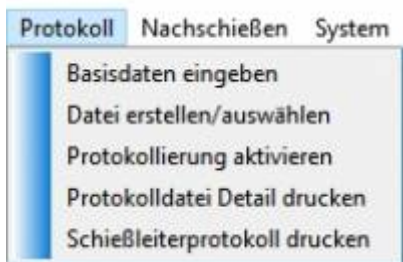 Protokoll Nachschießen System
Basisdaten eingeben
Datei erstellen/auswählen
Protokollierung aktivieren
Protokolldatei Detail drucken
Schießleiterprotokoll drucken